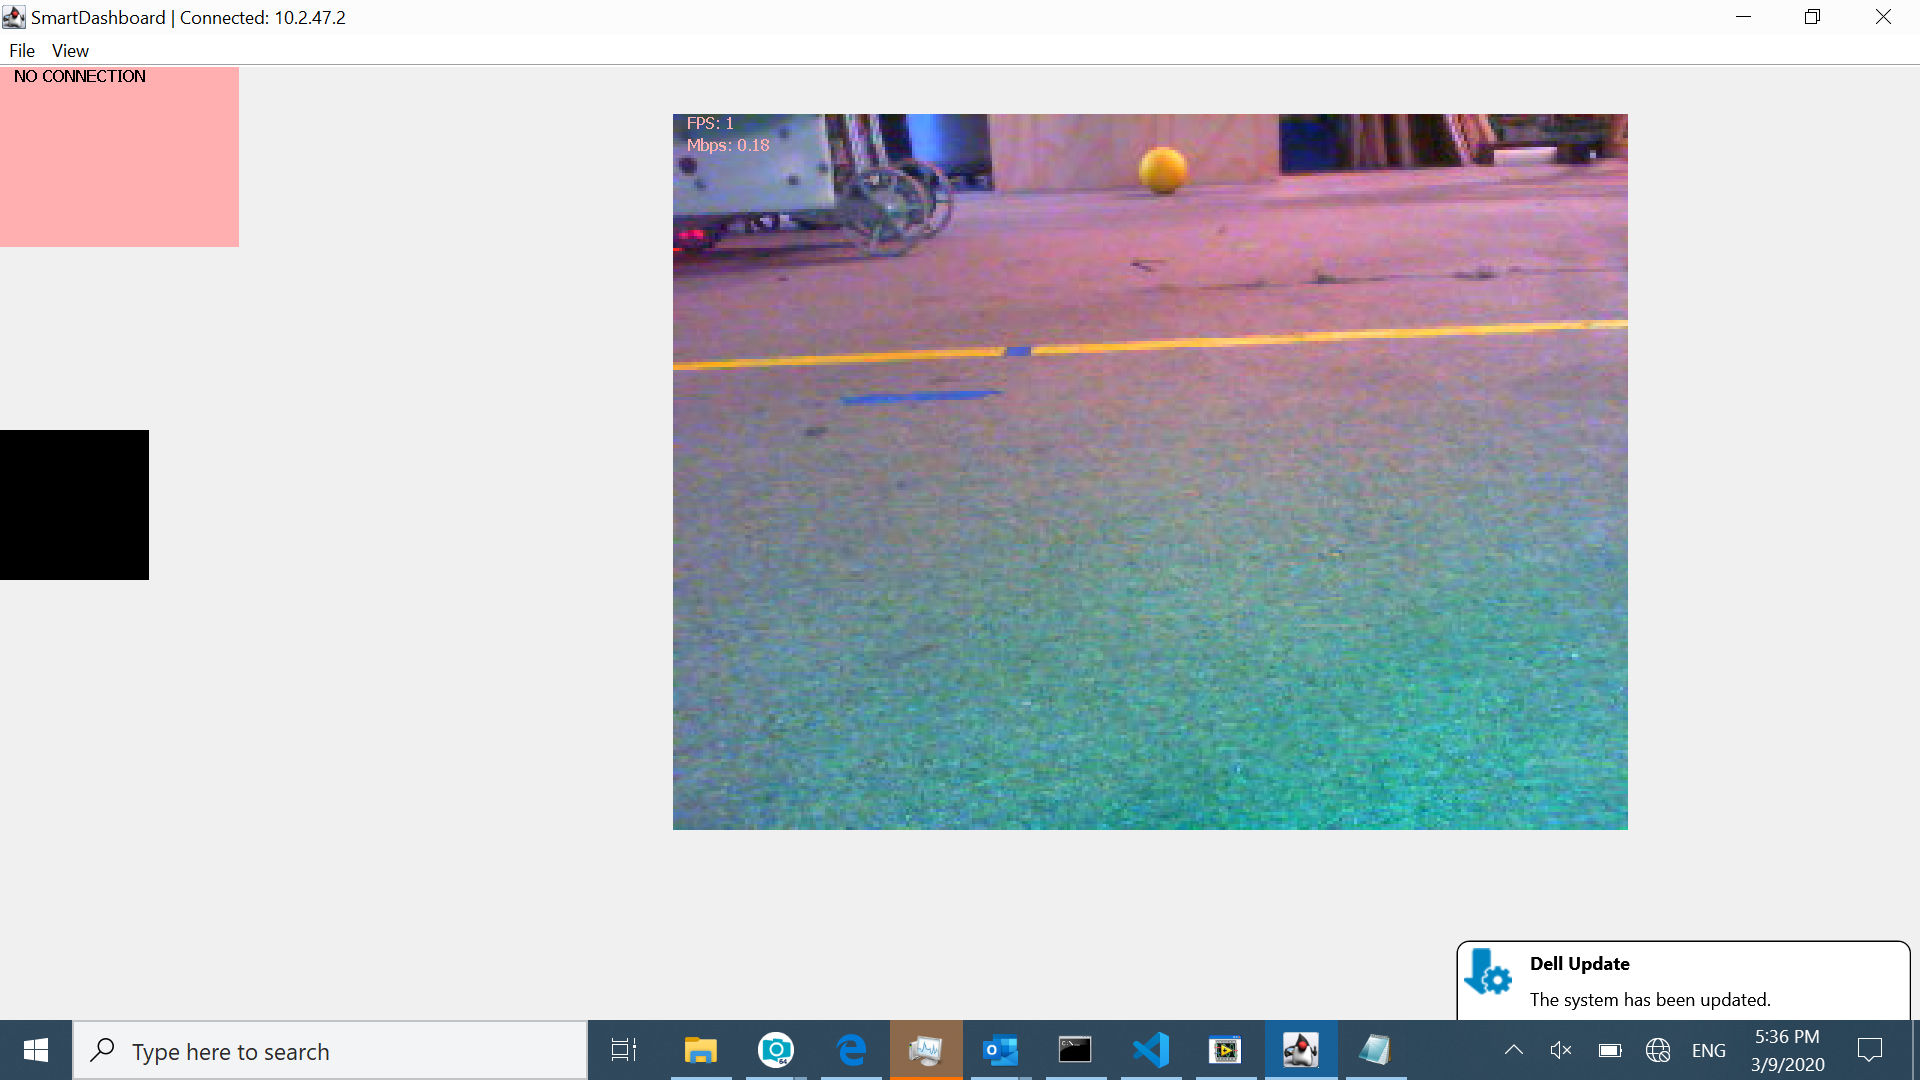 SmartDashboard | Connected: 10.2.47.2
File View
NO CONNECTION
FPS: 1
Mbps: 0.18
Dell Update
The system has been updated.
Type here to search
64
ENG
5:36 PM
3/9/2020